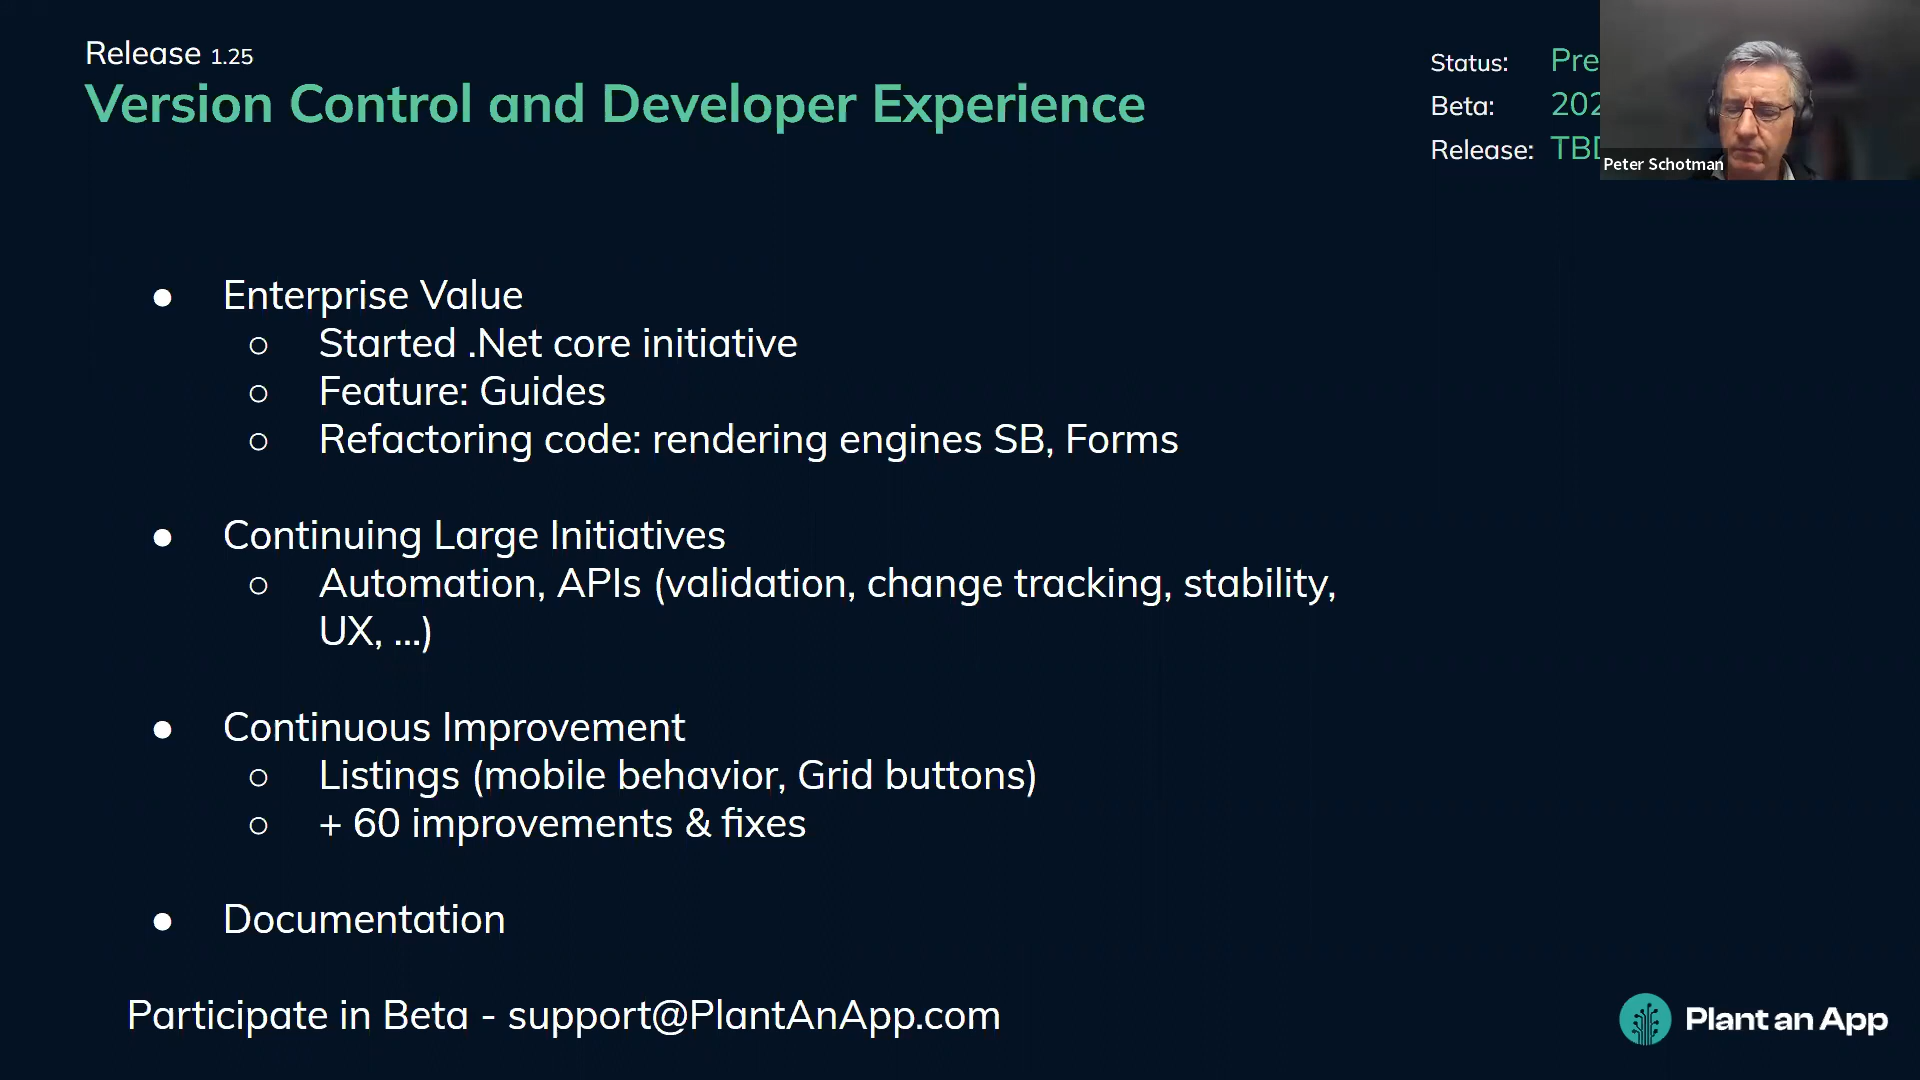 Release 1.25
Version Control and Developer Experience
Status:
Beta:
Release:
Peter Schotman
● Enterprise Value
○ Started .Net core initiative
○ Feature: Guides
○ Refactoring code: rendering engines SB, Forms
● Continuing Large Initiatives
○ Automation, APIs (validation, change tracking, stability,
UX, ...)
● Continuous Improvement
○ Listings (mobile behavior, Grid buttons)
○ + 60 improvements & fixes
● Documentation
Participate in Beta - support@PlantAnApp.com
Plant an App